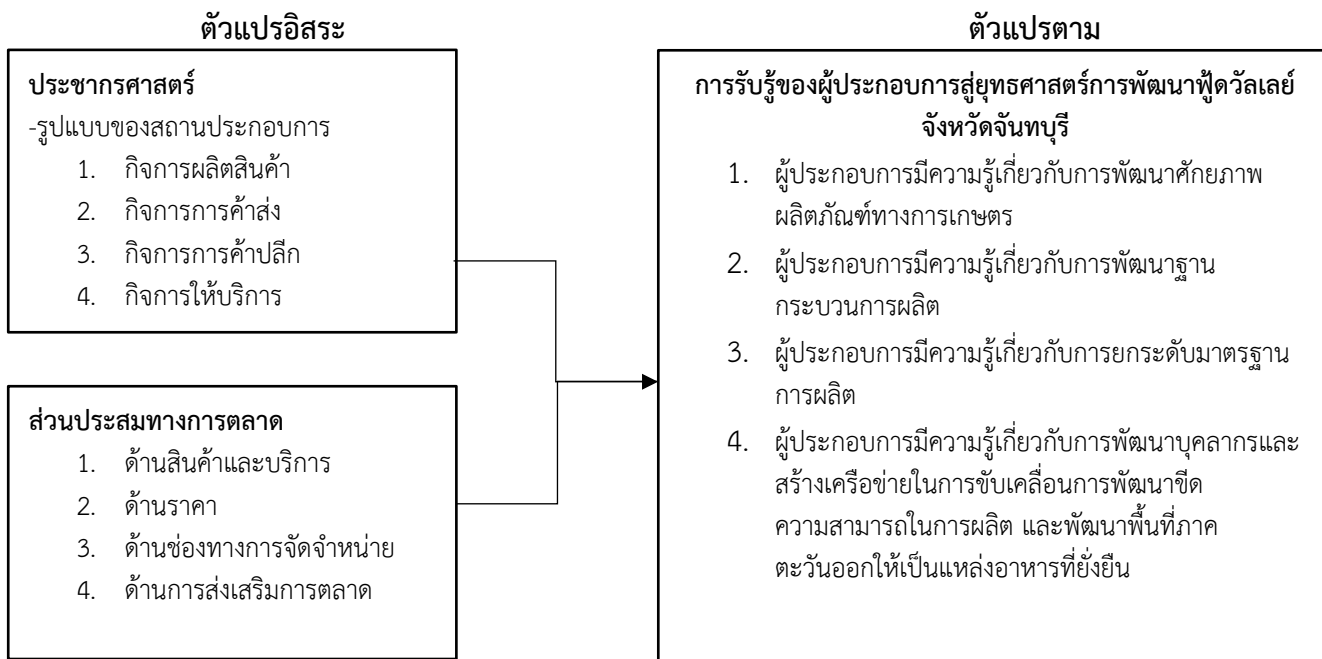 ตัวแปรอิสระ
ประชากรศาสตร์
-รูปแบบของสถานประกอบการ
1. กิจการผลิตสินค้า
2. กิจการการค้าส่ง
3. กิจการการค้าปลีก
4. กิจการให้บริการ
ส่วนประสมทางการตลาด
1. ด้านสินค้าและบริการ
2. ด้านราคา
3. ด้านช่องทางการจัดจำหน่าย
4. ด้านการส่งเสริมการตลาด
ตัวแปรตาม
การรับรู้ของผู้ประกอบการสู่ยุทธศาสตร์การพัฒนาฟู้ดวัลเลย์
จังหวัดจันทบุรี
1. ผู้ประกอบการมีความรู้เกี่ยวกับการพัฒนาศักยภาพ
ผลิตภัณฑ์ทางการเกษตร
2. ผู้ประกอบการมีความรู้เกี่ยวกับการพัฒนาฐาน
กระบวนการผลิต
3. ผู้ประกอบการมีความรู้เกี่ยวกับการยกระดับมาตรฐาน
การผลิต
4. ผู้ประกอบการมีความรู้เกี่ยวกับการพัฒนาบุคลากรและ
สร้างเครือข่ายในการขับเคลื่อนการพัฒนาขีด
ความสามารถในการผลิต และพัฒนาพื้นที่ภาค
ตะวันออกให้เป็นแหล่งอาหารที่ยั่งยืน